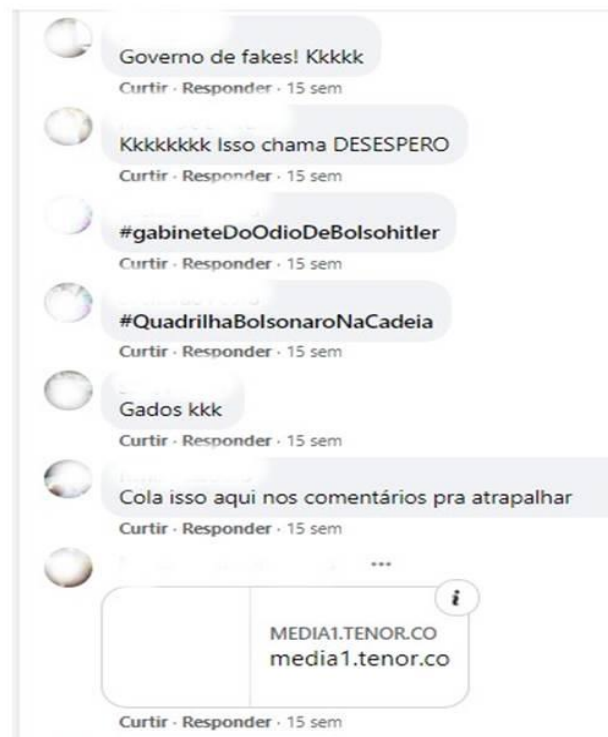 Governo de fakes! Kkkkk
Curtir · Responder · 15 sem
Kkkkkkkk Isso chama DESESPERO
Curtir · Responder · 15 sem
#gabineteDoOdioDeBolsohitler
Curtir · Responder · 15 sem
#QuadrilhaBolsonaroNaCadeia
Curtir · Responder · 15 sem
Gados kkk
Curtir · Responder · 15 sem
Cola isso aqui nos comentários pra atrapalhar
Curtir · Responder · 15 sem
...
i
MEDIA1.TENOR.CO
media1.tenor.co
Curtir · Responder · 15 sem